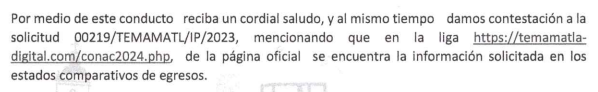 Por medio de este conducto reciba un cordial saludo, y al mismo tiempo damos contestación a la
solicitud 00219/TEMAMATL/IP/2023, mencionando que en la liga https://temamatla-
digital.com/conac2024.php, de la página oficial se encuentra la información solicitada en los
estados comparativos de egresos.